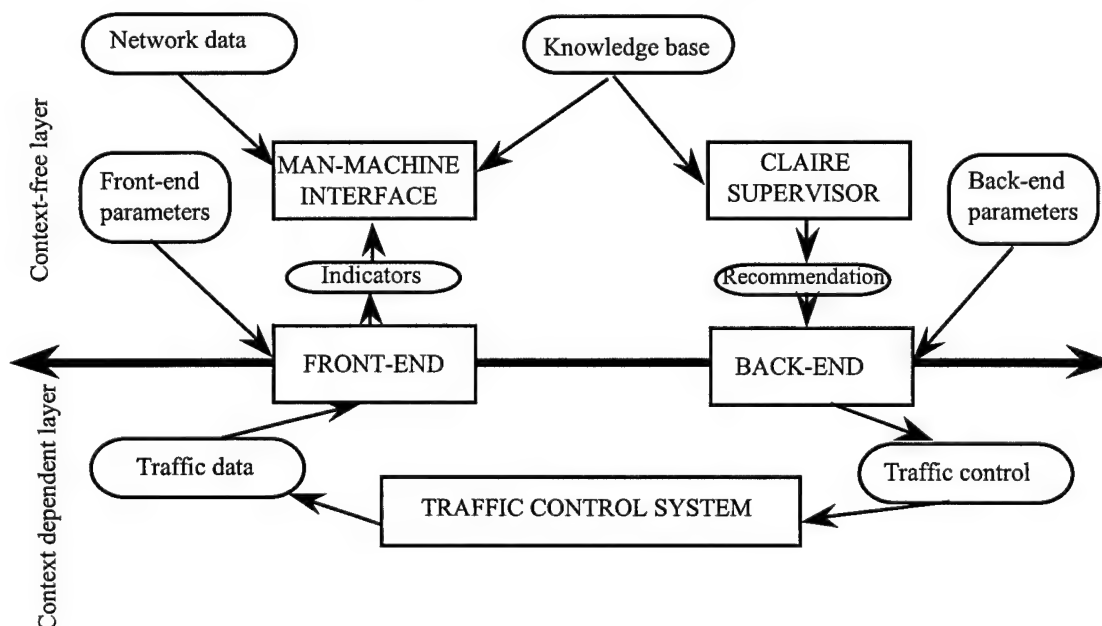 Network data
Knowledge base
Context-free layer
MAN-MACHINE
INTERFACE
CLAIRE
SUPERVISOR
Front-end
parameters
Back-end
parameters
Indicators
Recommendation
FRONT-END
BACK-END
Context dependent layer
Traffic data
Traffic control
TRAFFIC CONTROL SYSTEM